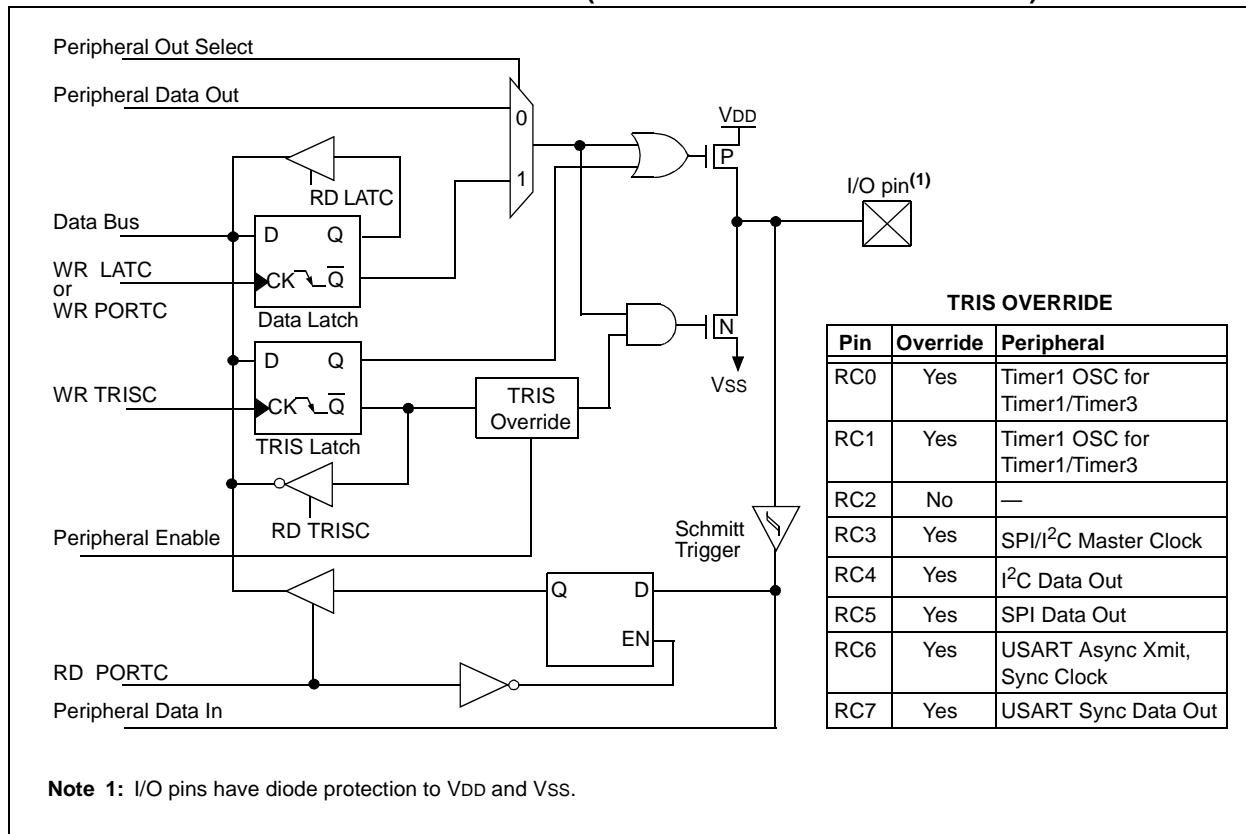 Peripheral Out Select
Peripheral Data Out
0
1
VDD
P
I/O pin(1)
RD LATC
Data Bus
D Q
WR LATC
or
WR PORTC
CK Q
Data Latch
N
VSS
D Q
WR TRISC
CK Q
TRIS Latch
TRIS
Override
RD TRISC
Peripheral Enable
Schmitt
Trigger
Q D
EN
RD PORTC
Peripheral Data In
TRIS OVERRIDE
Pin Override Peripheral
RC0 Yes Timer1 OSC for
Timer1/Timer3
RC1 Yes Timer1 OSC for
Timer1/Timer3
RC2 No —
RC3 Yes SPI/I2C Master Clock
RC4 Yes I2C Data Out
RC5 Yes SPI Data Out
RC6 Yes USART Async Xmit,
Sync Clock
RC7 Yes USART Sync Data Out
Note 1: I/O pins have diode protection to VDD and VSS.